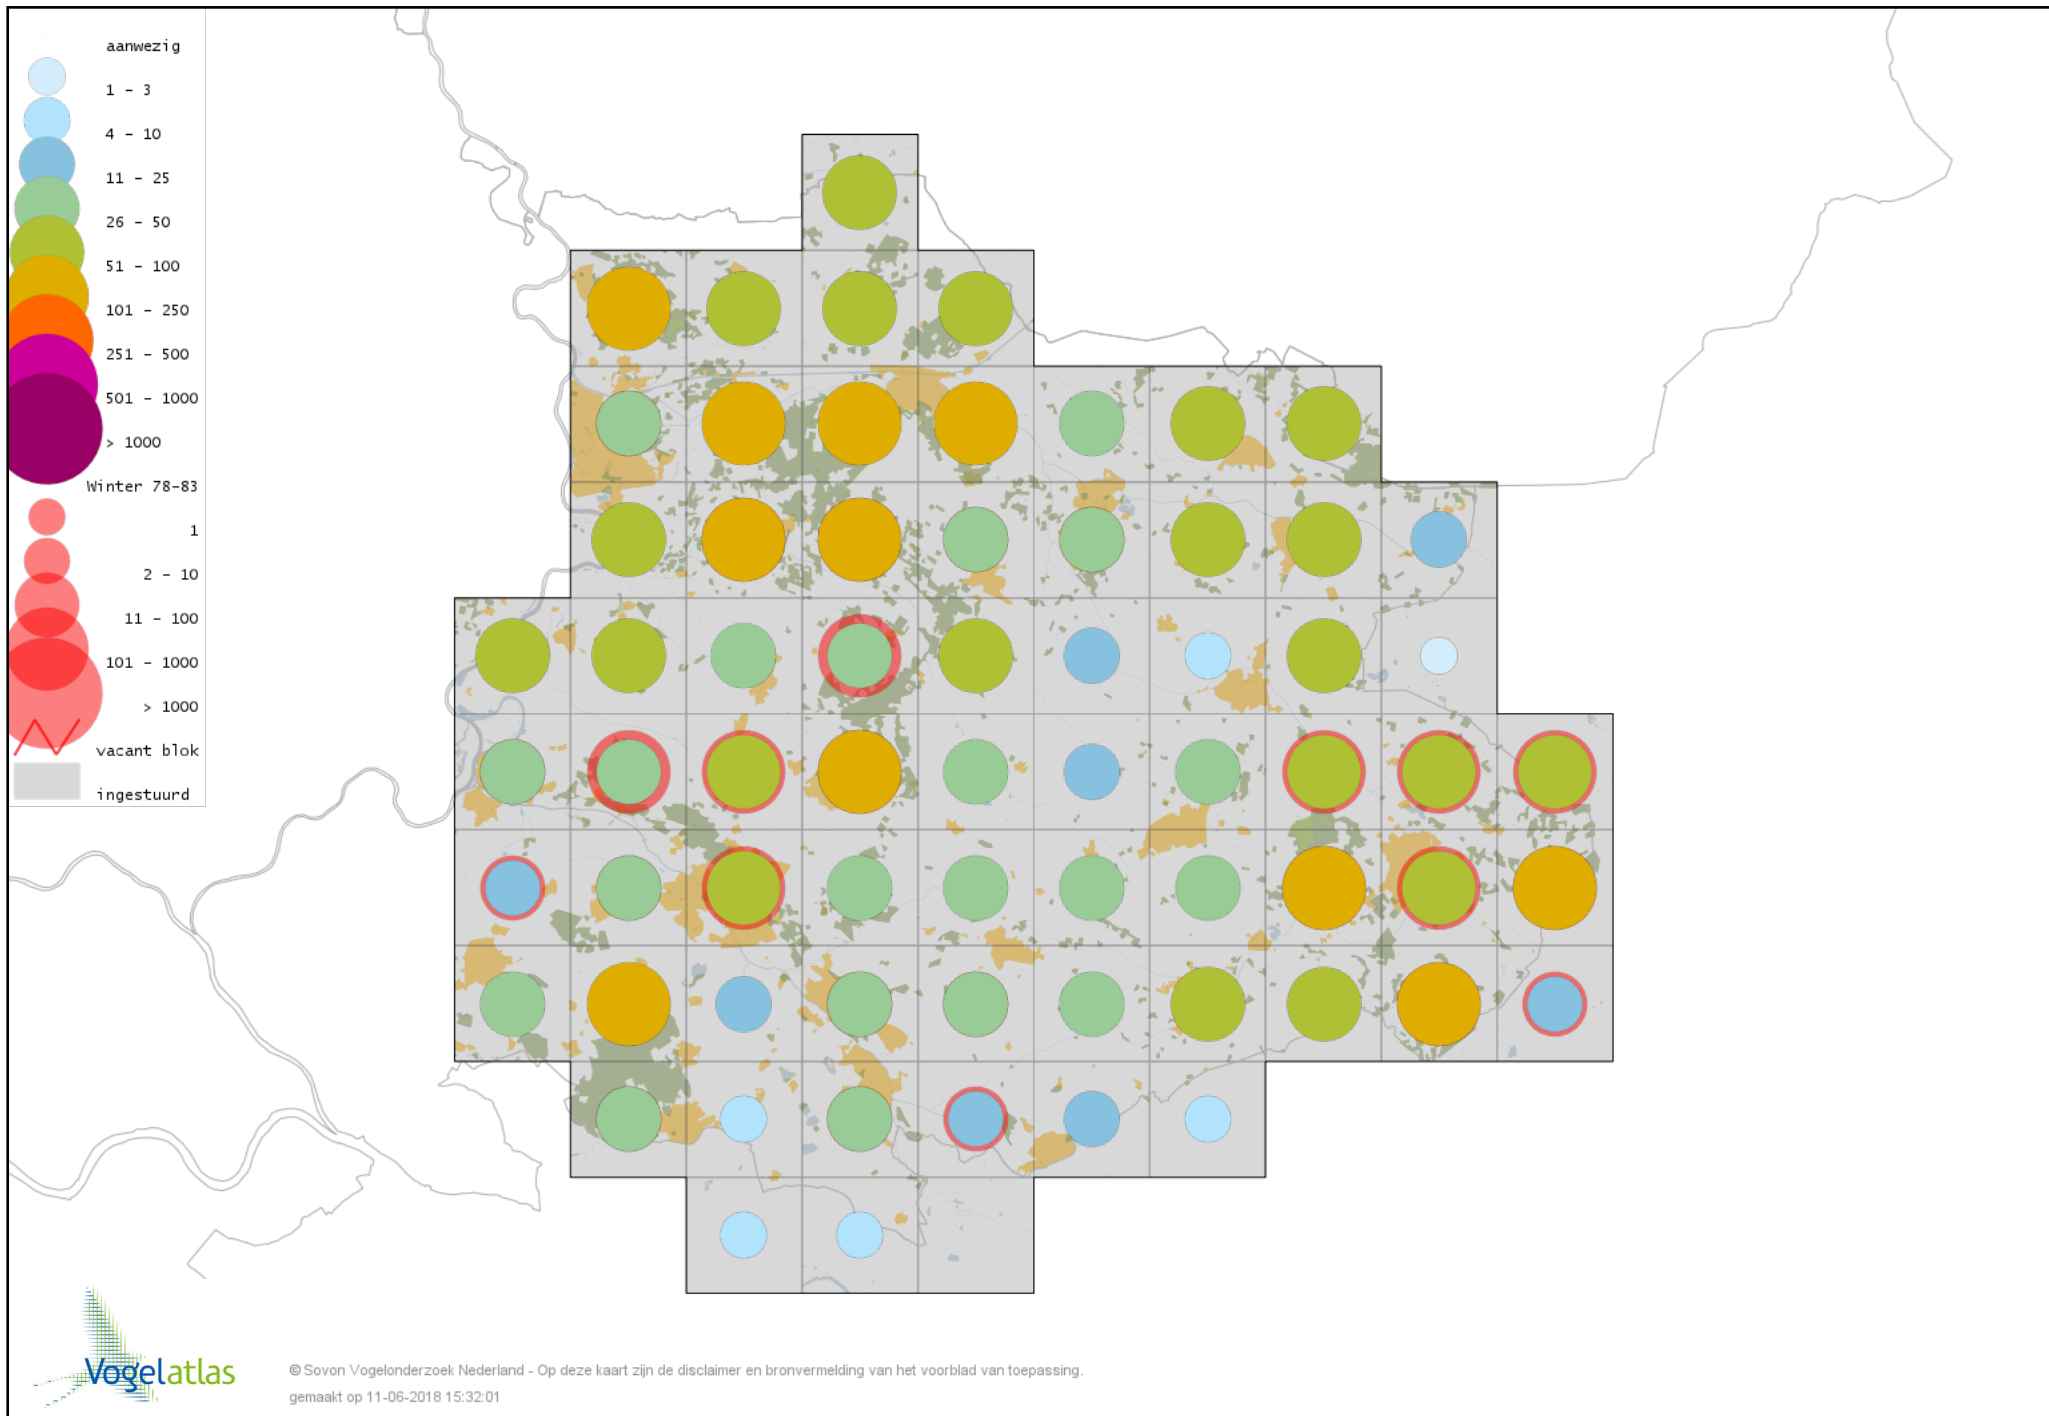 aanwezig
1 - 3
4 - 10
11 - 25
26 - 50
51 - 100
101 - 250
251 - 500
501 - 1000
> 1000
Winter 78-83
1
2 - 10
11 - 100
101 - 1000
> 1000
vacant blok
ingestuurd
Vogelatlas
© Sovon Vogelonderzoek Nederland - Op deze kaart zijn de disclaimer en bronvermelding van het voorblad van toepassing.
gemaakt op 11-06-2018 15:32:01